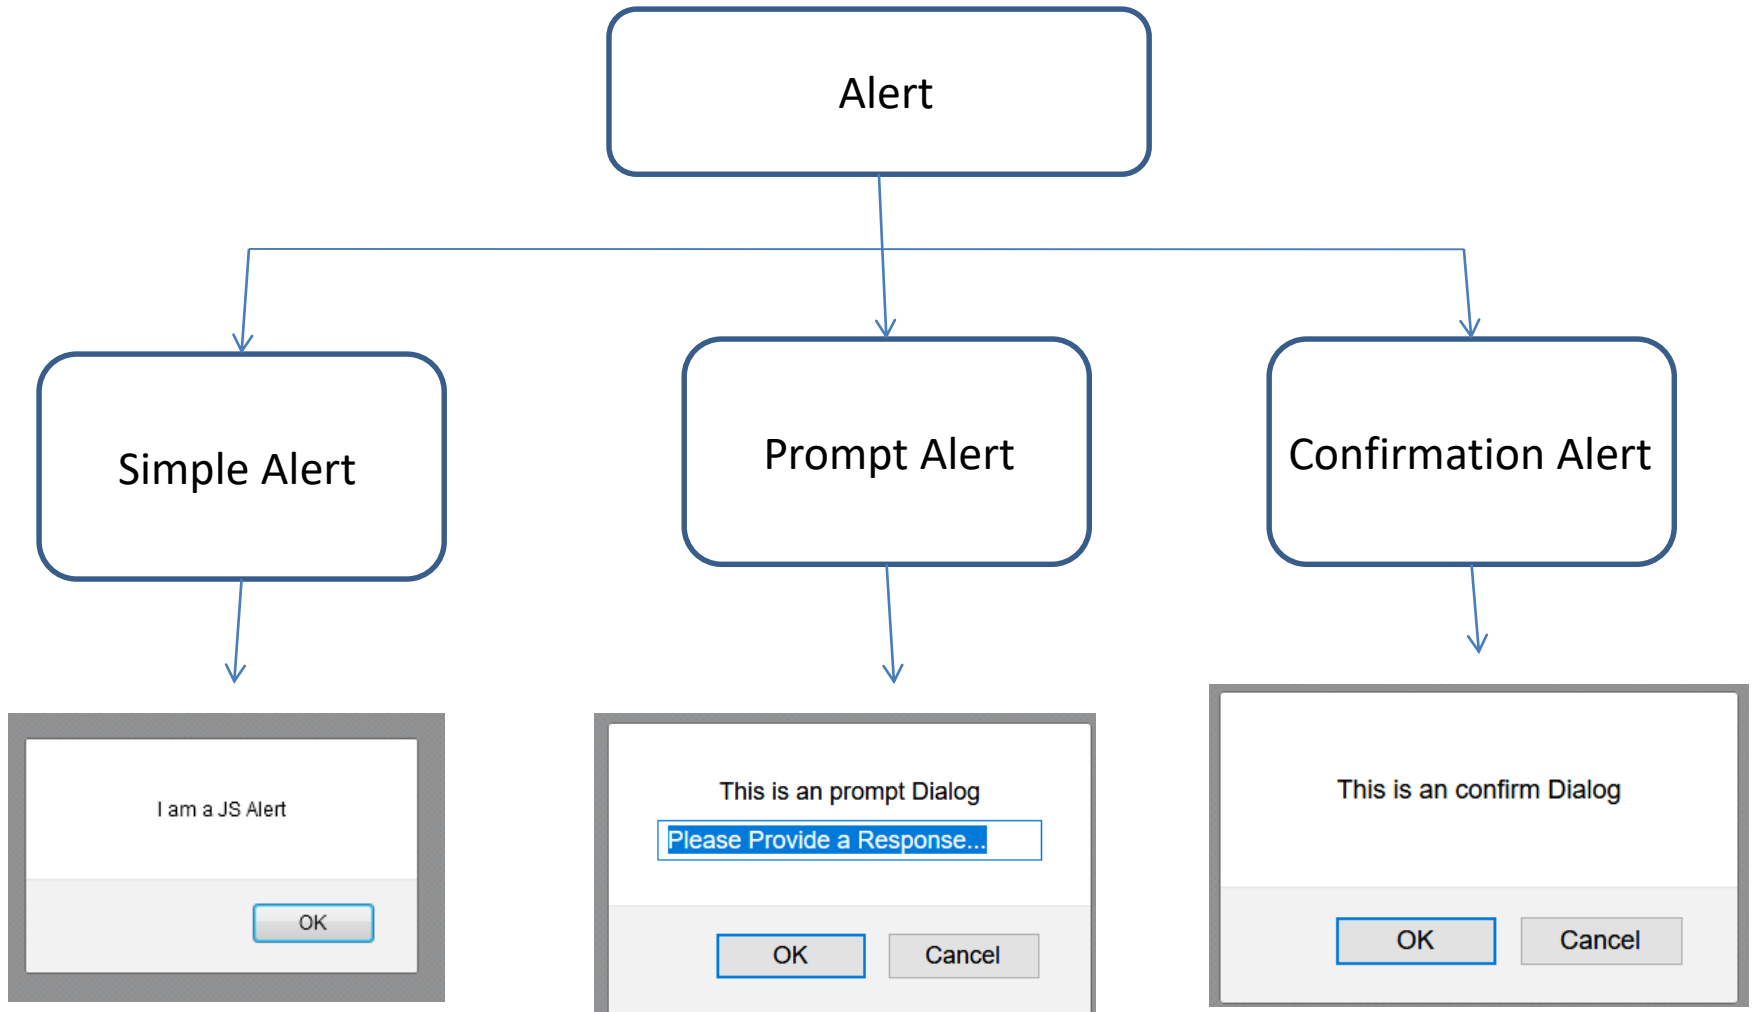 Alert
Simple Alert
Prompt Alert
Confirmation Alert
I am a JS Alert
OK
This is an prompt Dialog
Please Provide a Response...
OK
Cancel
This is an confirm Dialog
OK
Cancel